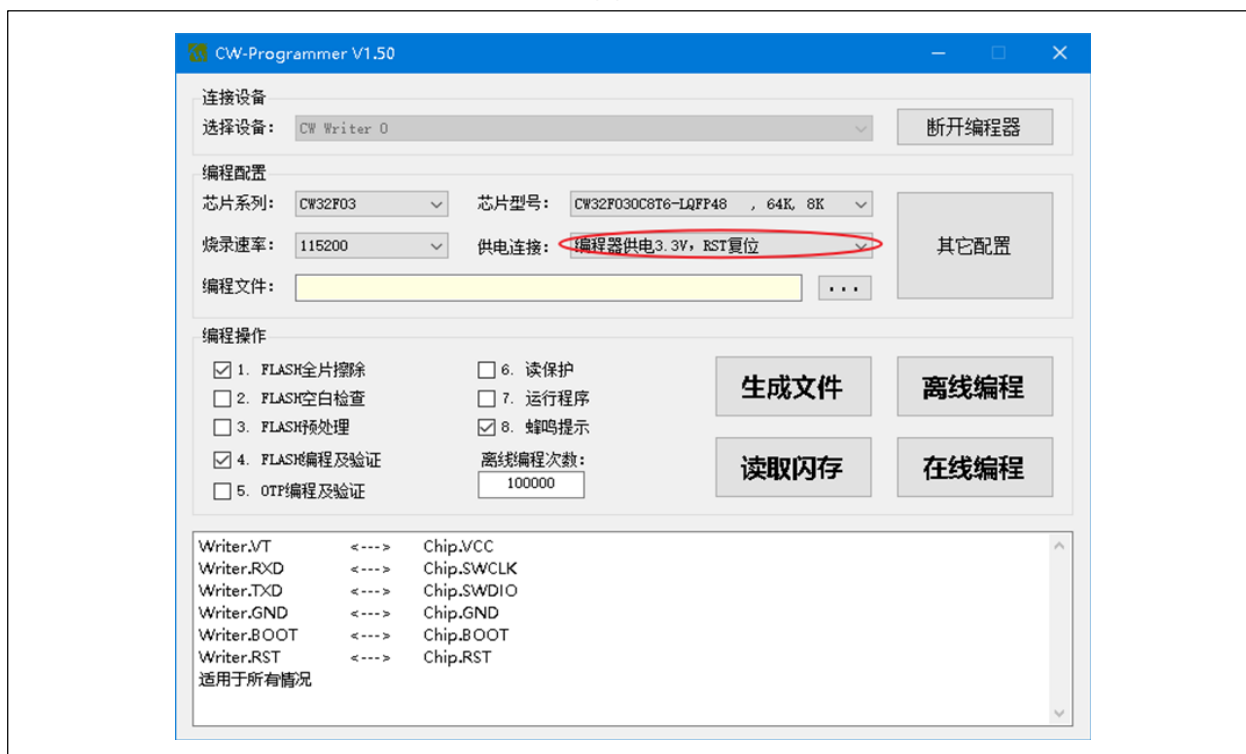 CW-Programmer V1.50
连接设备
选择设备: CW Writer 0 断开编程器
编程配置
芯片系列: CW32F03 芯片型号: CW32F030C8T6-LQFP48 , 64K, 8K
烧录速率: 115200 供电连接: 编程器供电3.3V, RST复位 其它配置
编程文件: ...
编程操作
1. FLASH全片擦除 6. 读保护
2. FLASH空白检查 7. 运行程序 生成文件 离线编程
3. FLASH预处理 8. 蜂鸣提示
4. FLASH编程及验证 离线编程次数: 读取闪存 在线编程
5. OTP编程及验证 100000
Writer.VT <---> Chip.VCC
Writer.RXD <---> Chip.SWCLK
Writer.TXD <---> Chip.SWDIO
Writer.GND <---> Chip.GND
Writer.BOOT <---> Chip.BOOT
Writer.RST <---> Chip.RST
适用于所有情况